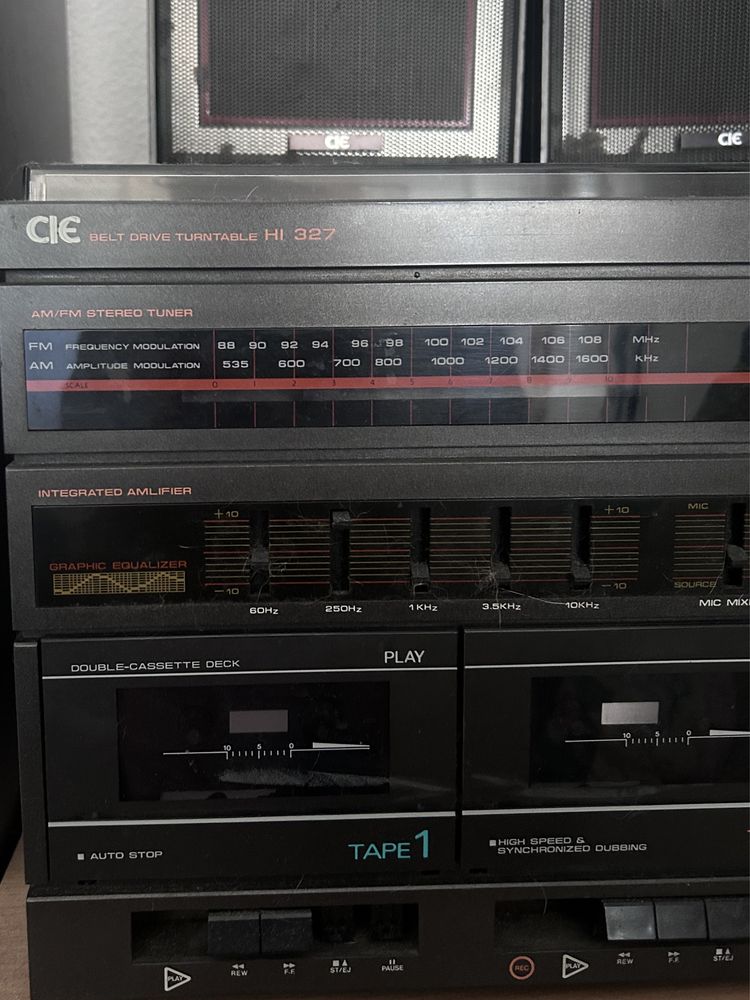 CIE
CIE
CIE BELT DRIVE TURNTABLE HI 327
AM/FM STEREO TUNER
FM FREQUENCY MODULATION 88 90 92 94 96 98 100 102 104 106 108 MHz
AM AMPLITUDE MODULATION 535 600 700 800 1000 1200 1400 1600 kHz
SCALE 0 1 2 3 4 5 6 7 8 9 10
INTEGRATED AMLIFIER
+10 +10 MIC
GRAPHIC EQUALIZER
-10 -10 SOURCE
60Hz 250Hz 1KHz 3.5KHz 10KHz MIC MIXI
DOUBLE-CASSETTE DECK PLAY
10 5 0
10 5 0
AUTO STOP TAPE 1
HIGH SPEED &
SYNCHRONIZED DUBBING
PLAY REW F.F. ST/EJ PAUSE
REC PLAY REW F.F. ST/EJ